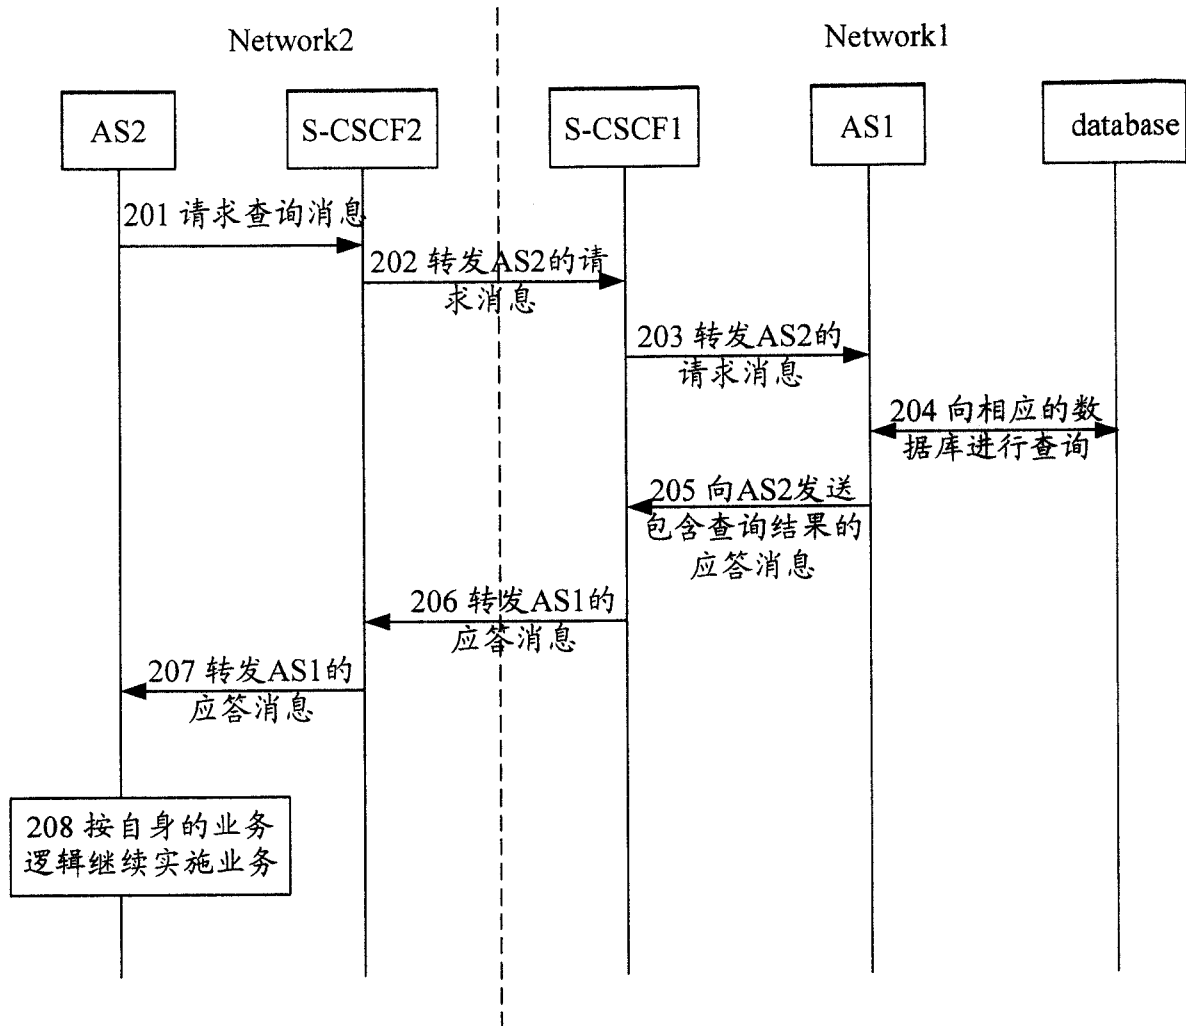 Network2
Network1
AS2
S-CSCF2
S-CSCF1
AS1
database
201 请求查询消息
202 转发AS2的请
求消息
203 转发AS2的
请求消息
204 向相应的数
据库进行查询
205 向AS2发送
包含查询结果的
应答消息
206 转发AS1的
应答消息
207 转发AS1的
应答消息
208 按自身的业务
逻辑继续实施业务